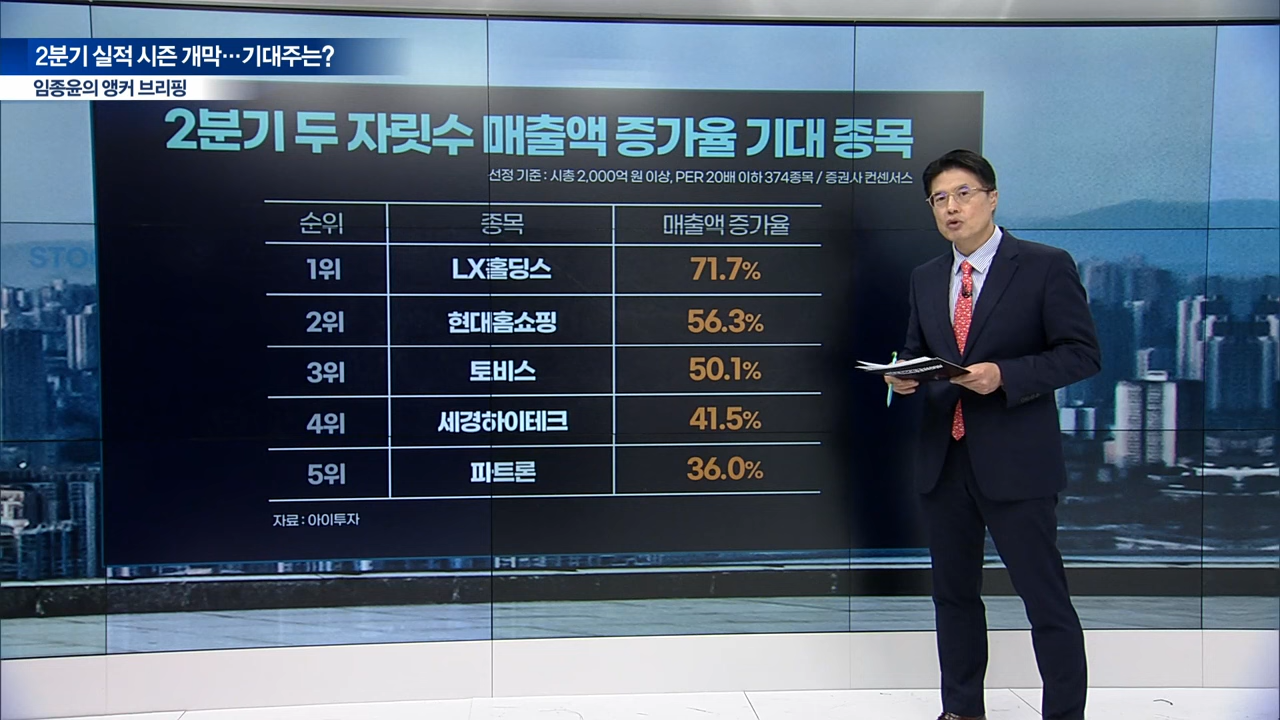 2분기 실적 시즌 개막…기대주는?
임종윤의 앵커 브리핑
2분기 두 자릿수 매출액 증가율 기대 종목
선정 기준 : 시총 2,000억 원 이상, PER 20배 이하 374종목 / 증권사 컨센서스
순위 종목 매출액 증가율
1위 LX홀딩스 71.7%
2위 현대홈쇼핑 56.3%
3위 토비스 50.1%
4위 세경하이테크 41.5%
5위 파트론 36.0%
자료 : 아이투자